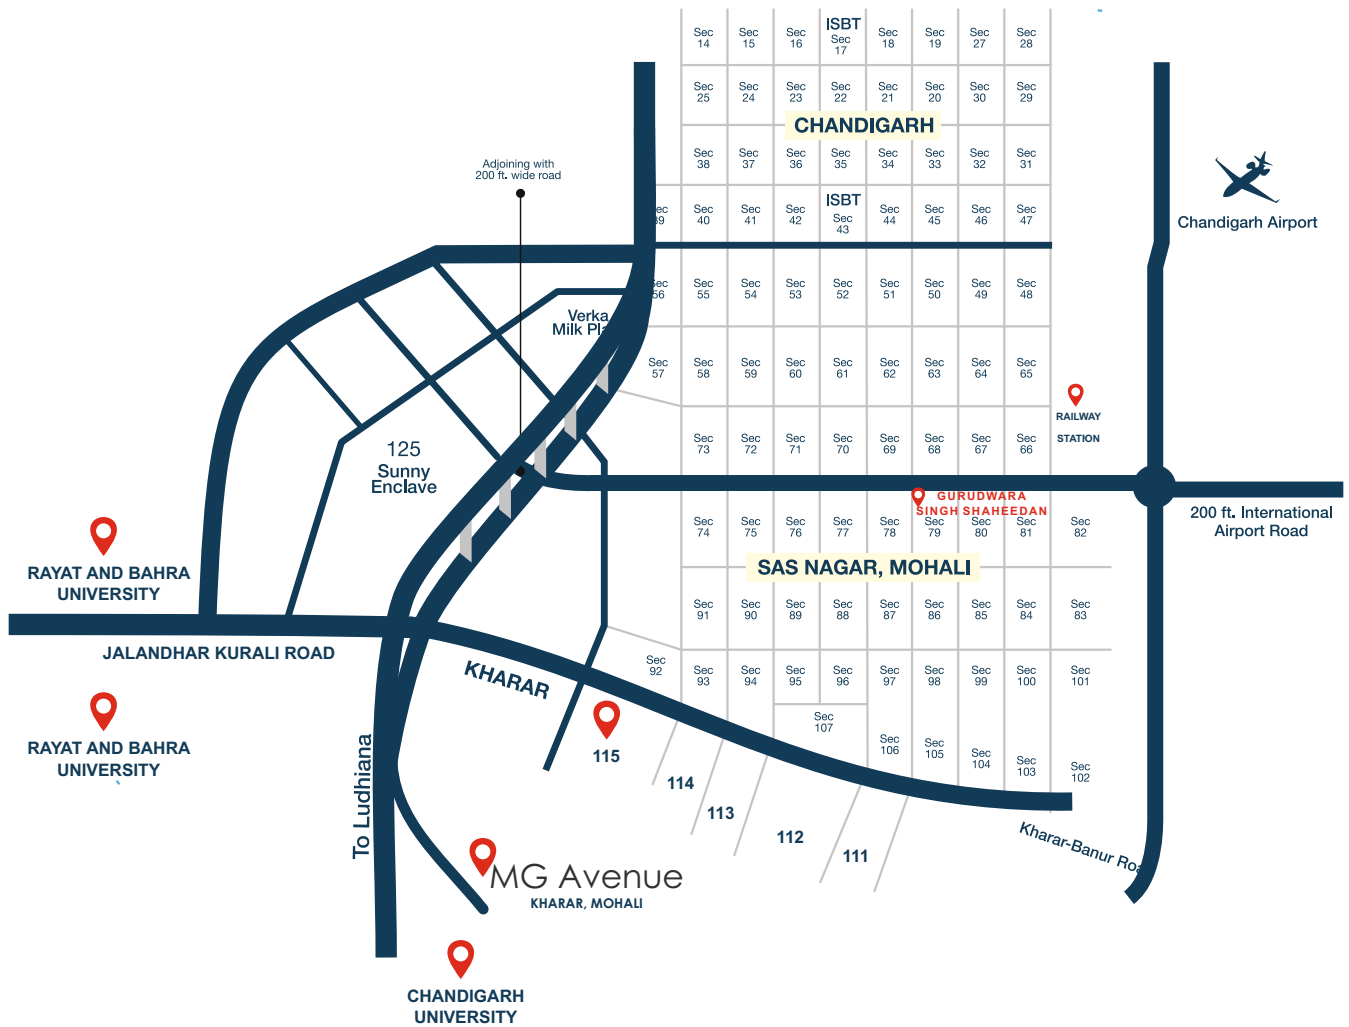 ISBT
Sec
14
Sec
15
Sec
16
Sec
17
Sec
18
Sec
19
Sec
27
Sec
28
Sec
25
Sec
24
Sec
23
Sec
22
Sec
21
Sec
20
Sec
30
Sec
29
CHANDIGARH
Sec
38
Sec
37
Sec
36
Sec
35
Sec
34
Sec
33
Sec
32
Sec
31
Adjoining with
200 ft. wide road
ISBT
ec
39
Sec
40
Sec
41
Sec
42
Sec
43
Sec
44
Sec
45
Sec
46
Sec
47
Chandigarh Airport
ec
56
Sec
55
Sec
54
Sec
53
Sec
52
Sec
51
Sec
50
Sec
49
Sec
48
Verka
Milk Pl
Sec
57
Sec
58
Sec
59
Sec
60
Sec
61
Sec
62
Sec
63
Sec
64
Sec
65
RAILWAY
STATION
Sec
73
Sec
72
Sec
71
Sec
70
Sec
69
Sec
68
Sec
67
Sec
66
125
Sunny
Enclave
GURUDWARA
SINGH SHAHEEDAN
200 ft. International
Airport Road
Sec
74
Sec
75
Sec
76
Sec
77
Sec
78
Sec
79
Sec
80
Sec
81
Sec
82
SAS NAGAR, MOHALI
RAYAT AND BAHRA
UNIVERSITY
Sec
91
Sec
90
Sec
89
Sec
88
Sec
87
Sec
86
Sec
85
Sec
84
Sec
83
JALANDHAR KURALI ROAD
KHARAR
Sec
92
Sec
93
Sec
94
Sec
95
Sec
96
Sec
97
Sec
98
Sec
99
Sec
100
Sec
101
RAYAT AND BAHRA
UNIVERSITY
Sec
107
Sec
106
Sec
105
Sec
104
Sec
103
Sec
102
115
114
113
112
111
To Ludhiana
Kharar-Banur Roa
MG Avenue
KHARAR, MOHALI
CHANDIGARH
UNIVERSITY